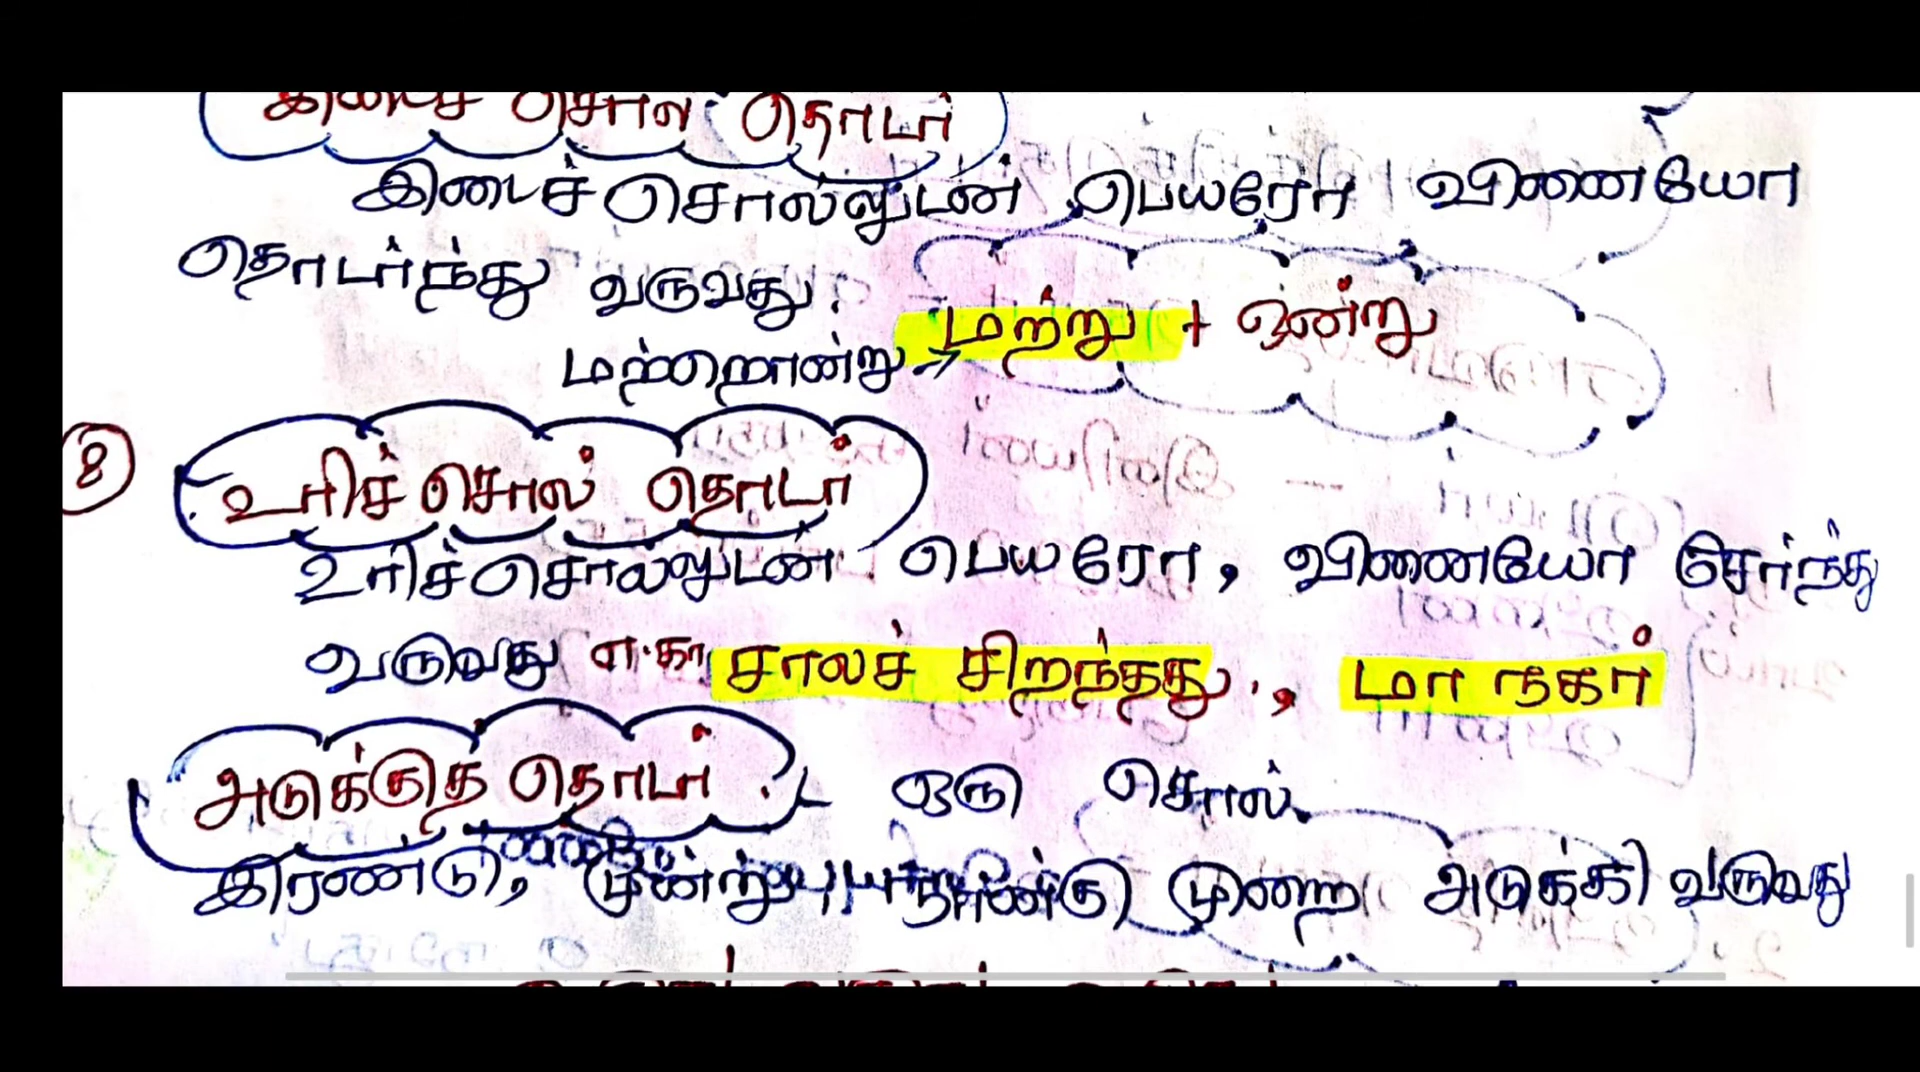 இடைச் சொல் தொடர்
இடைச் சொல்லுடன் பெயரோ வினையோ
தொடர்ந்து வருவது.
மற்றொன்று → மற்று + ஒன்று
8 உரிச் சொல் தொடர்
உரிச் சொல்லுடன் பெயரோ, வினையோ சேர்ந்து
வருவது எ.கா சாலச் சிறந்தது., மா நகர்
அடுக்குத் தொடர் - ஒரு சொல்
இரண்டு, மூன்று நான்கு முறை அடுக்கி வருவது